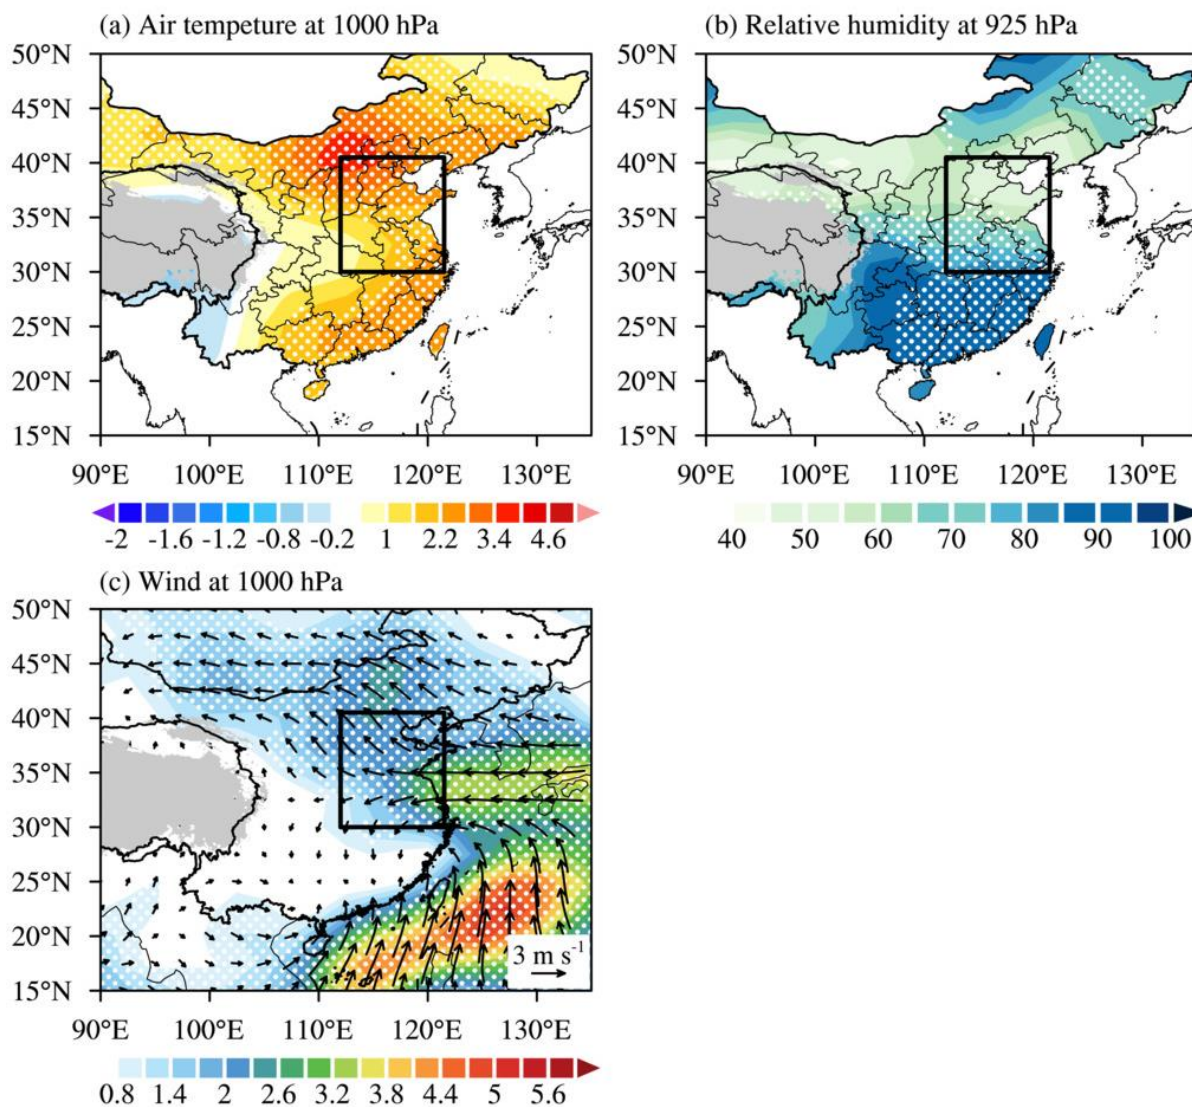 (a) Air tempeture at 1000 hPa
50°N
45°N
40°N
35°N
30°N
25°N
20°N
15°N
90°E 100°E 110°E 120°E 130°E
-2 -1.6 -1.2 -0.8 -0.2 1 2.2 3.4 4.6
(b) Relative humidity at 925 hPa
50°N
45°N
40°N
35°N
30°N
25°N
20°N
15°N
90°E 100°E 110°E 120°E 130°E
40 50 60 70 80 90 100
(c) Wind at 1000 hPa
50°N
45°N
40°N
35°N
30°N
25°N
20°N
15°N
3 m s⁻¹
90°E 100°E 110°E 120°E 130°E
0.8 1.4 2 2.6 3.2 3.8 4.4 5 5.6